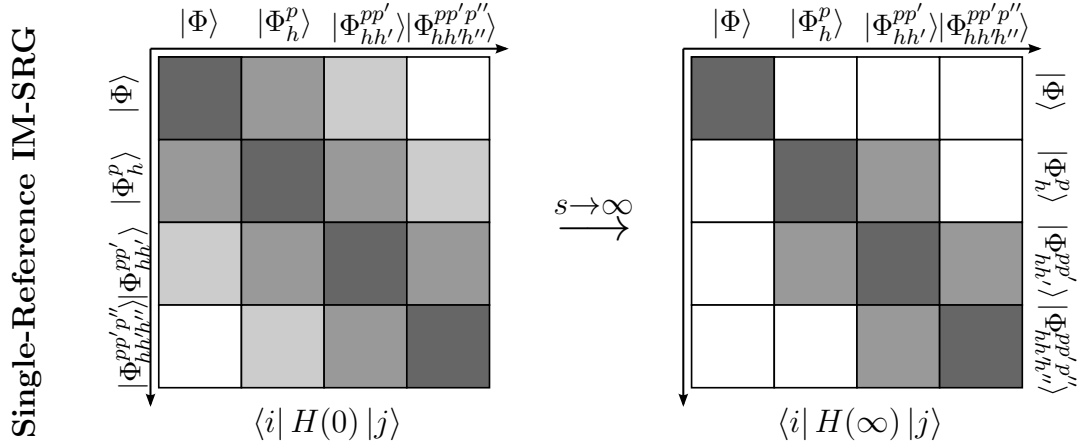 Single-Reference IM-SRG
|Φ⟩ |Φ^p_h⟩ |Φ^{pp'}_{hh'}⟩ |Φ^{pp'p''}_{hh'h''}⟩
|Φ⟩
|Φ^p_h⟩
|Φ^{pp'}_{hh'}⟩
|Φ^{pp'p''}_{hh'h''}⟩
⟨i| H(0) |j⟩
s→∞
|Φ⟩ |Φ^p_h⟩ |Φ^{pp'}_{hh'}⟩ |Φ^{pp'p''}_{hh'h''}⟩
|Φ⟩
|Φ^p_h⟩
|Φ^{pp'}_{hh'}⟩
|Φ^{pp'p''}_{hh'h''}⟩
⟨i| H(∞) |j⟩